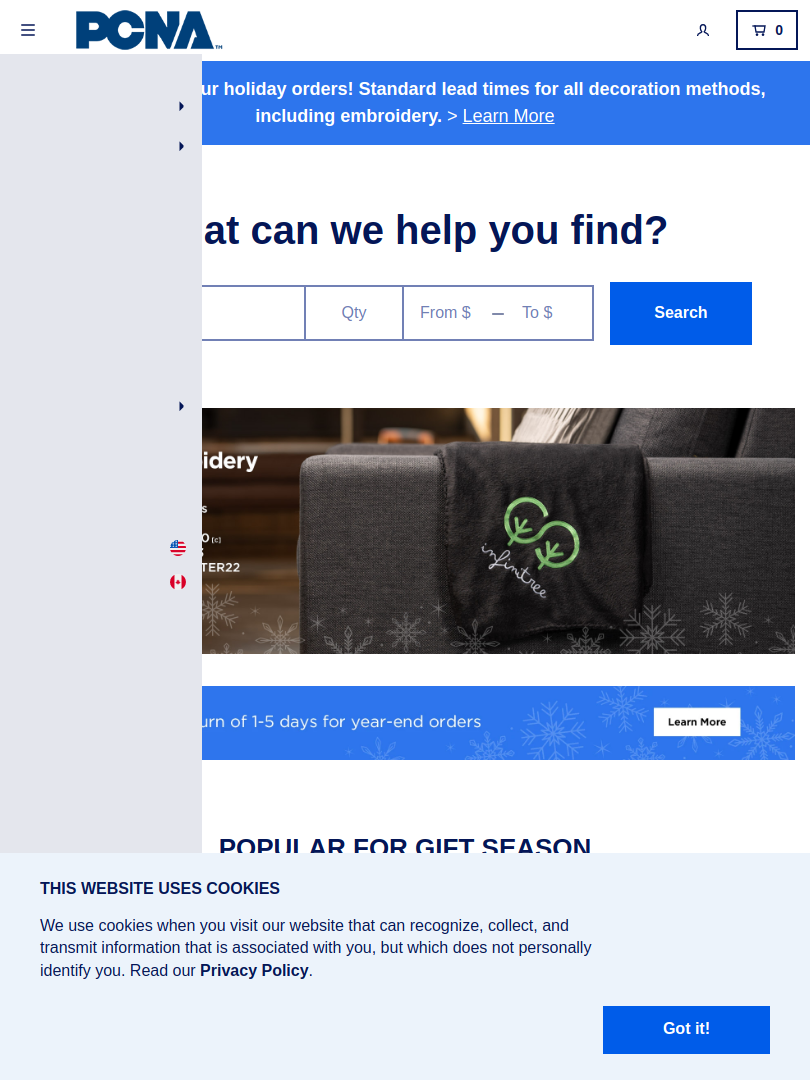 PCNA™
0
ur holiday orders! Standard lead times for all decoration methods,
including embroidery. > Learn More
at can we help you find?
Qty
From $ – To $
Search
idery
s
O[c]
S
TER22
infinitree
urn of 1-5 days for year-end orders
Learn More
POPULAR FOR GIFT SEASON
THIS WEBSITE USES COOKIES
We use cookies when you visit our website that can recognize, collect, and
transmit information that is associated with you, but which does not personally
identify you. Read our Privacy Policy.
Got it!